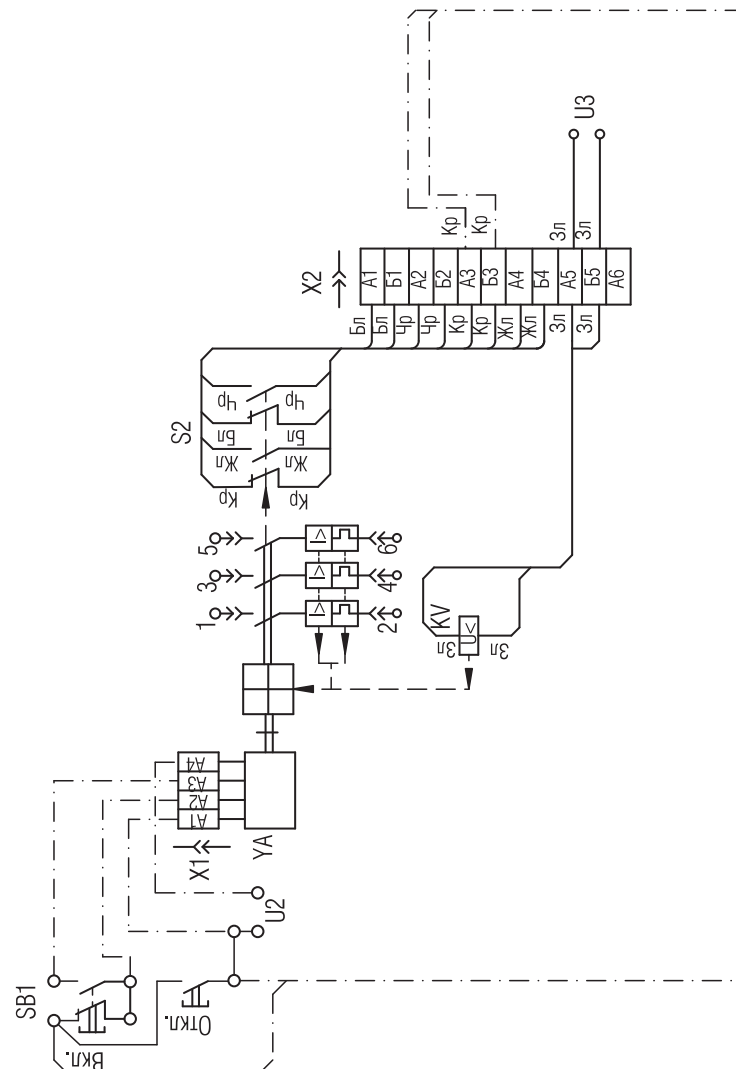 U3
Кр
Кр
Зл
Зл
X2
А1
Б1
А2
Б2
А3
Б3
А4
Б4
А5
Б5
А6
Бл
Бл
Чр
Чр
Кр
Кр
Жл
Жл
Зл
Зл
S2
Чр
Чр
Бл
Бл
Жл
Жл
Кр
Кр
5
3
1
I>
I>
I>
6
4
2
KV
U<
Зл
Зл
А4
А3
А2
А1
X1
YA
U2
SB1
Вкл.
Откл.